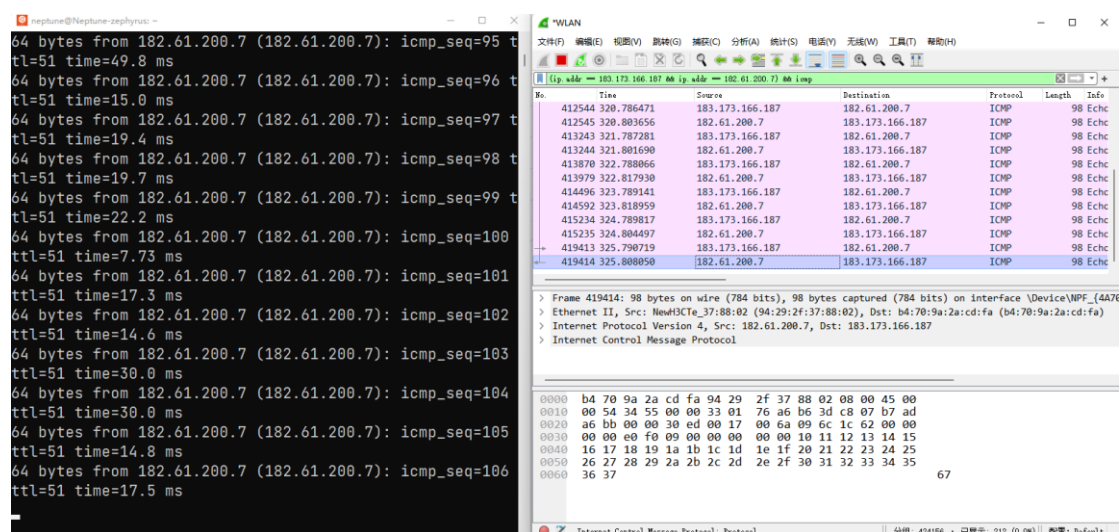 neptune@Neptune-zephyrus: ~
64 bytes from 182.61.200.7 (182.61.200.7): icmp_seq=95 t
tl=51 time=49.8 ms
64 bytes from 182.61.200.7 (182.61.200.7): icmp_seq=96 t
tl=51 time=15.0 ms
64 bytes from 182.61.200.7 (182.61.200.7): icmp_seq=97 t
tl=51 time=19.4 ms
64 bytes from 182.61.200.7 (182.61.200.7): icmp_seq=98 t
tl=51 time=19.7 ms
64 bytes from 182.61.200.7 (182.61.200.7): icmp_seq=99 t
tl=51 time=22.2 ms
64 bytes from 182.61.200.7 (182.61.200.7): icmp_seq=100
ttl=51 time=7.73 ms
64 bytes from 182.61.200.7 (182.61.200.7): icmp_seq=101
ttl=51 time=17.3 ms
64 bytes from 182.61.200.7 (182.61.200.7): icmp_seq=102
ttl=51 time=14.6 ms
64 bytes from 182.61.200.7 (182.61.200.7): icmp_seq=103
ttl=51 time=30.0 ms
64 bytes from 182.61.200.7 (182.61.200.7): icmp_seq=104
ttl=51 time=30.0 ms
64 bytes from 182.61.200.7 (182.61.200.7): icmp_seq=105
ttl=51 time=14.8 ms
64 bytes from 182.61.200.7 (182.61.200.7): icmp_seq=106
ttl=51 time=17.5 ms
*WLAN
文件(F) 编辑(E) 视图(V) 跳转(G) 捕获(C) 分析(A) 统计(S) 电话(Y) 无线(W) 工具(T) 帮助(H)
(ip.addr == 183.173.166.187 && ip.addr == 182.61.200.7) && icmp
No. Time Source Destination Protocol Length Info
412544 320.786471 183.173.166.187 182.61.200.7 ICMP 98 Echc
412545 320.803656 182.61.200.7 183.173.166.187 ICMP 98 Echc
413243 321.787281 183.173.166.187 182.61.200.7 ICMP 98 Echc
413244 321.801690 182.61.200.7 183.173.166.187 ICMP 98 Echc
413870 322.788066 183.173.166.187 182.61.200.7 ICMP 98 Echc
413979 322.817930 182.61.200.7 183.173.166.187 ICMP 98 Echc
414496 323.789141 183.173.166.187 182.61.200.7 ICMP 98 Echc
414592 323.818959 182.61.200.7 183.173.166.187 ICMP 98 Echc
415234 324.789817 183.173.166.187 182.61.200.7 ICMP 98 Echc
415235 324.804497 182.61.200.7 183.173.166.187 ICMP 98 Echc
419413 325.790719 183.173.166.187 182.61.200.7 ICMP 98 Echc
419414 325.808050 182.61.200.7 183.173.166.187 ICMP 98 Echc
> Frame 419414: 98 bytes on wire (784 bits), 98 bytes captured (784 bits) on interface \Device\NPF_{4A70
> Ethernet II, Src: NewH3CTe_37:88:02 (94:29:2f:37:88:02), Dst: b4:70:9a:2a:cd:fa (b4:70:9a:2a:cd:fa)
> Internet Protocol Version 4, Src: 182.61.200.7, Dst: 183.173.166.187
> Internet Control Message Protocol
0000 b4 70 9a 2a cd fa 94 29 2f 37 88 02 08 00 45 00
0010 00 54 34 55 00 00 33 01 76 a6 b6 3d c8 07 b7 ad
0020 a6 bb 00 00 30 ed 00 17 00 6a 09 6c 1c 62 00 00
0030 00 00 e0 f0 09 00 00 00 00 00 10 11 12 13 14 15
0040 16 17 18 19 1a 1b 1c 1d 1e 1f 20 21 22 23 24 25
0050 26 27 28 29 2a 2b 2c 2d 2e 2f 30 31 32 33 34 35
0060 36 37 67
Internet Control Message Protocol: Protocol